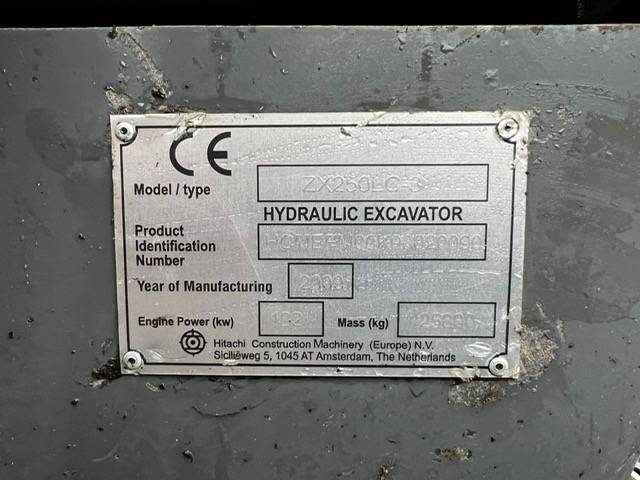 CE
Model / type ZX250LC-3
HYDRAULIC EXCAVATOR
Product
Identification
Number
Year of Manufacturing
Engine Power (kw) Mass (kg)
Hitachi Construction Machinery (Europe) N.V.
Siciliëweg 5, 1045 AT Amsterdam, The Netherlands